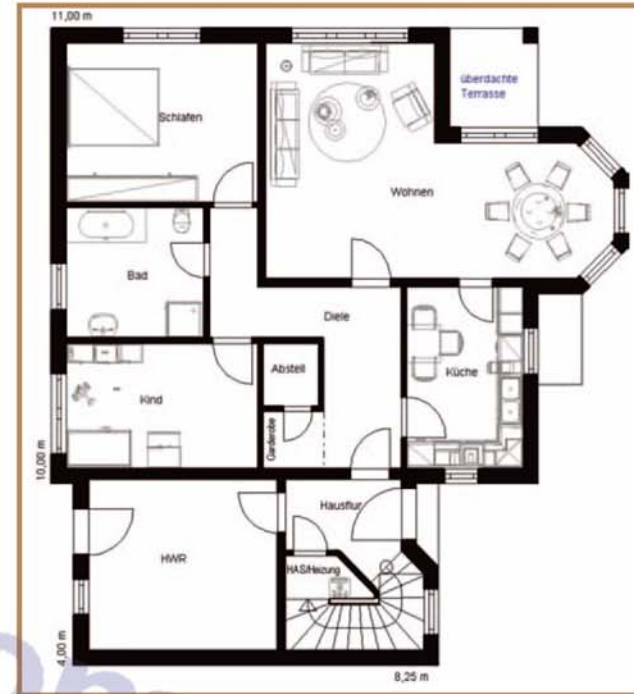 11,00 m
überdachte
Terrasse
Schlafen
Wohnen
Bad
Diele
Abstell
Küche
Kind
Garderobe
10,00 m
Hausflur
HWR
HAS/Heizung
4,00 m
8,25 m